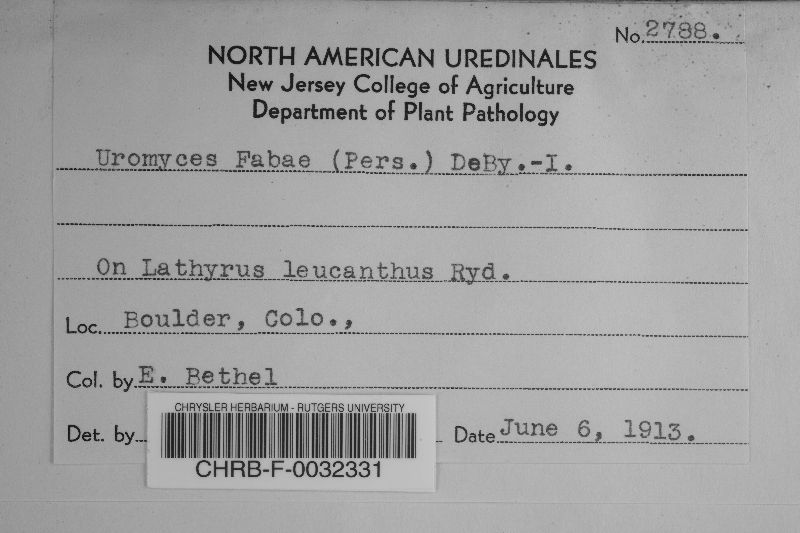 No. 2788.
NORTH AMERICAN UREDINALES
New Jersey College of Agriculture
Department of Plant Pathology
Uromyces Fabae (Pers.) DeBy.-I.
On Lathyrus leucanthus Ryd.
Loc. Boulder, Colo.,
Col. by E. Bethel
Det. by
Date June 6, 1913.
CHRYSLER HERBARIUM - RUTGERS UNIVERSITY
CHRB-F-0032331